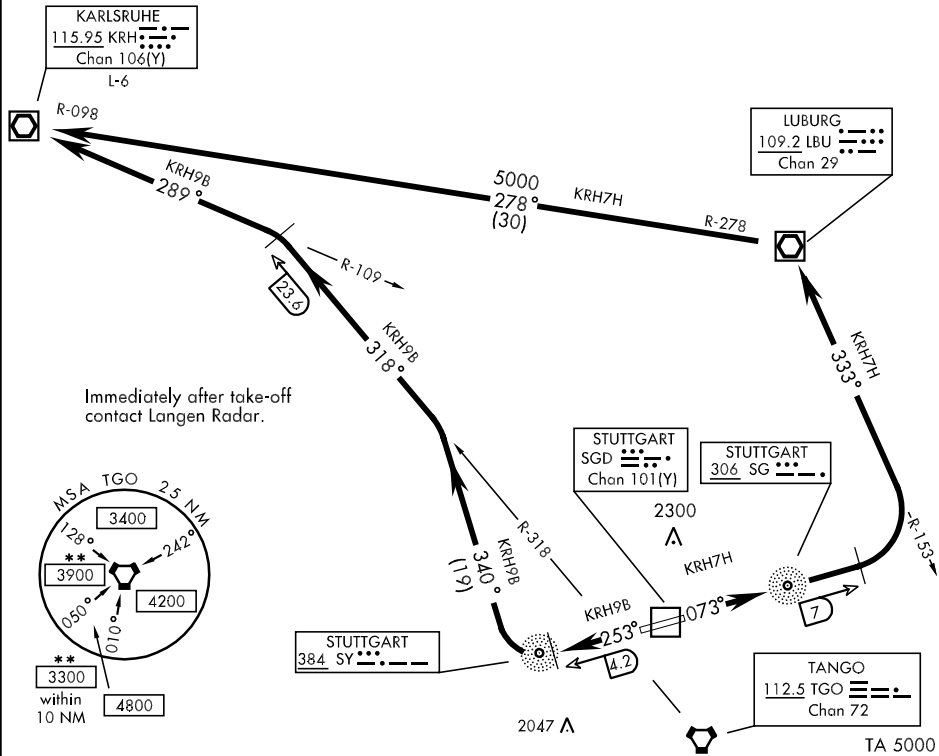 KARLSRUHE
115.95 KRH
Chan 106(Y)
L-6
R-098
LUBURG
109.2 LBU
Chan 29
KRH9B
289°
5000
278°
(30)
KRH7H
R-278
R-109
23.6
KRH9B
318°
KRH7H
333°
Immediately after take-off
contact Langen Radar.
STUTTGART
SGD
Chan 101(Y)
STUTTGART
306 SG
2300
MSA TGO 25 NM
3400
128°
242°
**
3900
4200
050°
010°
**
3300
within
10 NM
4800
R-318
340°
(19)
KRH9B
KRH7H
R-153
KRH9B
253°
073°
7
4.2
STUTTGART
384 SY
TANGO
112.5 TGO
Chan 72
2047
TA 5000